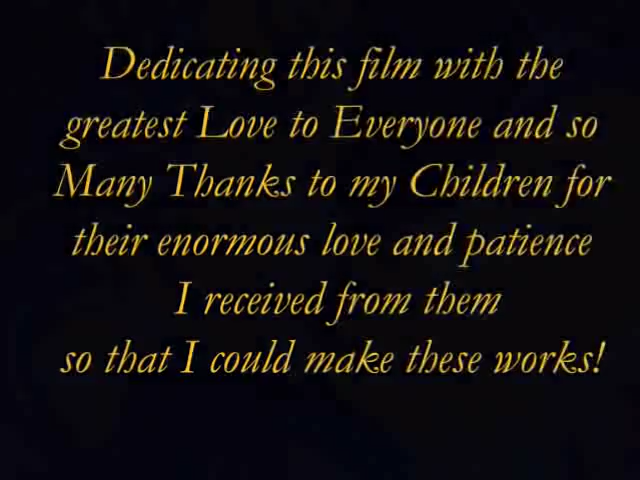 Dedicating this film with the
greatest Love to Everyone and so
Many Thanks to my Children for
their enormous love and patience
I received from them
so that I could make these works!